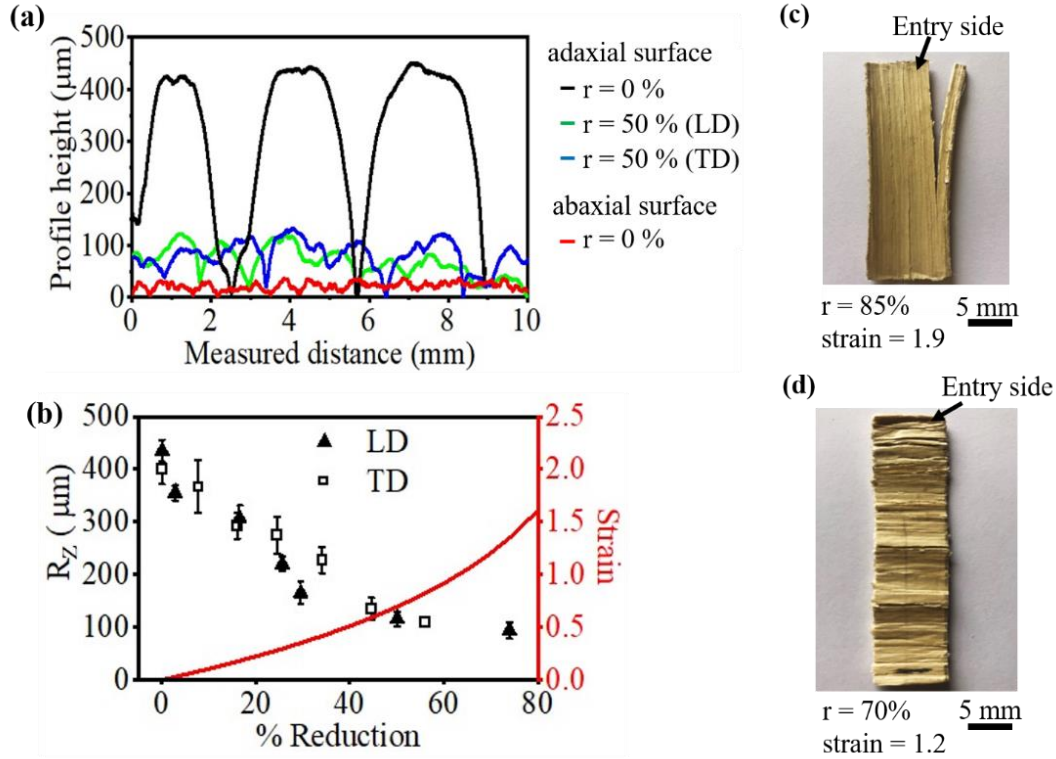 (a)
Profile height (μm)
500
400
300
200
100
0
0 2 4 6 8 10
Measured distance (mm)
adaxial surface
r = 0 %
r = 50 % (LD)
r = 50 % (TD)
abaxial surface
r = 0 %
(b)
R_Z ( μm)
500
400
300
200
100
0
LD
TD
2.5
2.0
1.5
1.0
0.5
0.0
Strain
0 20 40 60 80
% Reduction
(c)
Entry side
r = 85%
5 mm
strain = 1.9
(d)
Entry side
r = 70%
5 mm
strain = 1.2